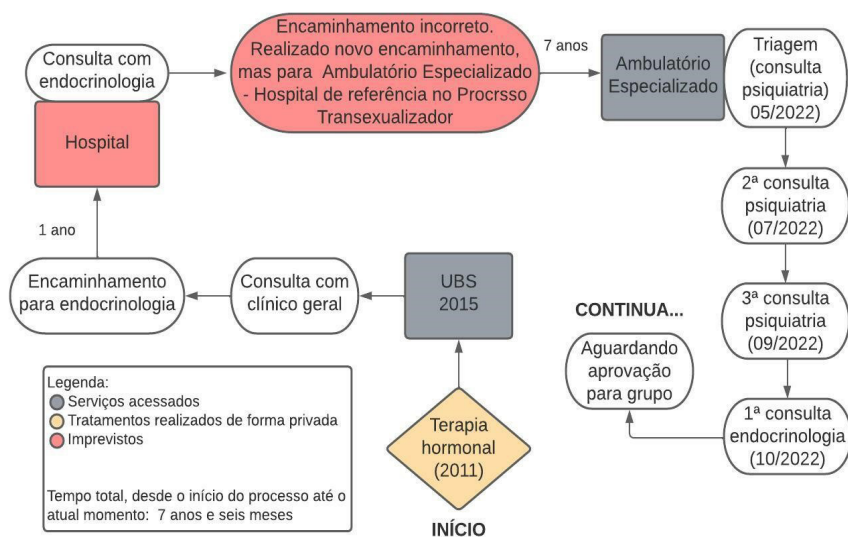 Consulta com
endocrinologia
Encaminhamento incorreto.
Realizado novo encaminhamento,
mas para Ambulatório Especializado
- Hospital de referência no Procrsso
Transexualizador
7 anos
Ambulatório
Especializado
Triagem
(consulta
psiquiatria)
05/2022)
Hospital
2ª consulta
psiquiatria
(07/2022)
1 ano
Encaminhamento
para endocrinologia
Consulta com
clínico geral
UBS
2015
3ª consulta
psiquiatria
(09/2022)
CONTINUA...
Aguardando
aprovação
para grupo
1ª consulta
endocrinologia
(10/2022)
Legenda:
Serviços acessados
Tratamentos realizados de forma privada
Imprevistos
Tempo total, desde o início do processo até o
atual momento: 7 anos e seis meses
Terapia
hormonal
(2011)
INÍCIO